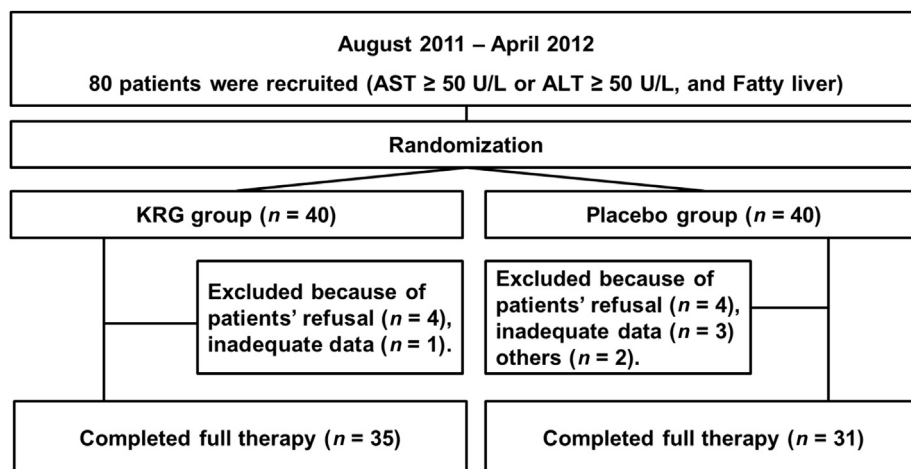 August 2011 – April 2012
80 patients were recruited (AST ≥ 50 U/L or ALT ≥ 50 U/L, and Fatty liver)
Randomization
KRG group (n = 40)
Placebo group (n = 40)
Excluded because of
patients’ refusal (n = 4),
inadequate data (n = 1).
Excluded because of
patients’ refusal (n = 4),
inadequate data (n = 3)
others (n = 2).
Completed full therapy (n = 35)
Completed full therapy (n = 31)